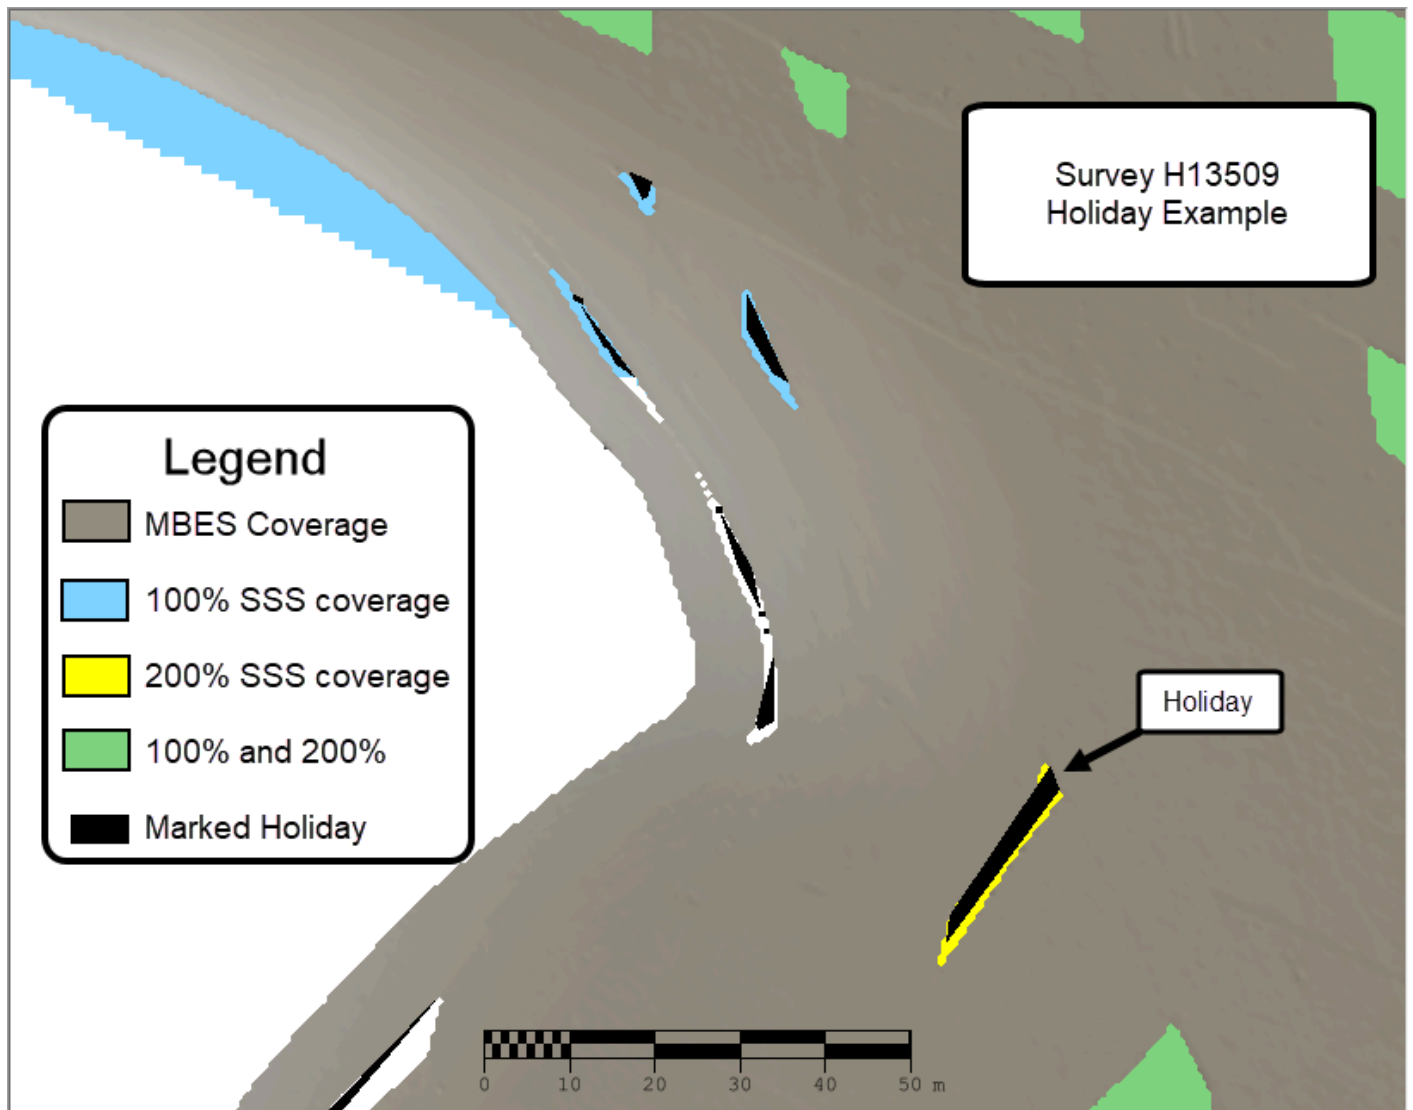 Survey H13509
Holiday Example
Legend
MBES Coverage
100% SSS coverage
200% SSS coverage
100% and 200%
Marked Holiday
Holiday
0 10 20 30 40 50 m